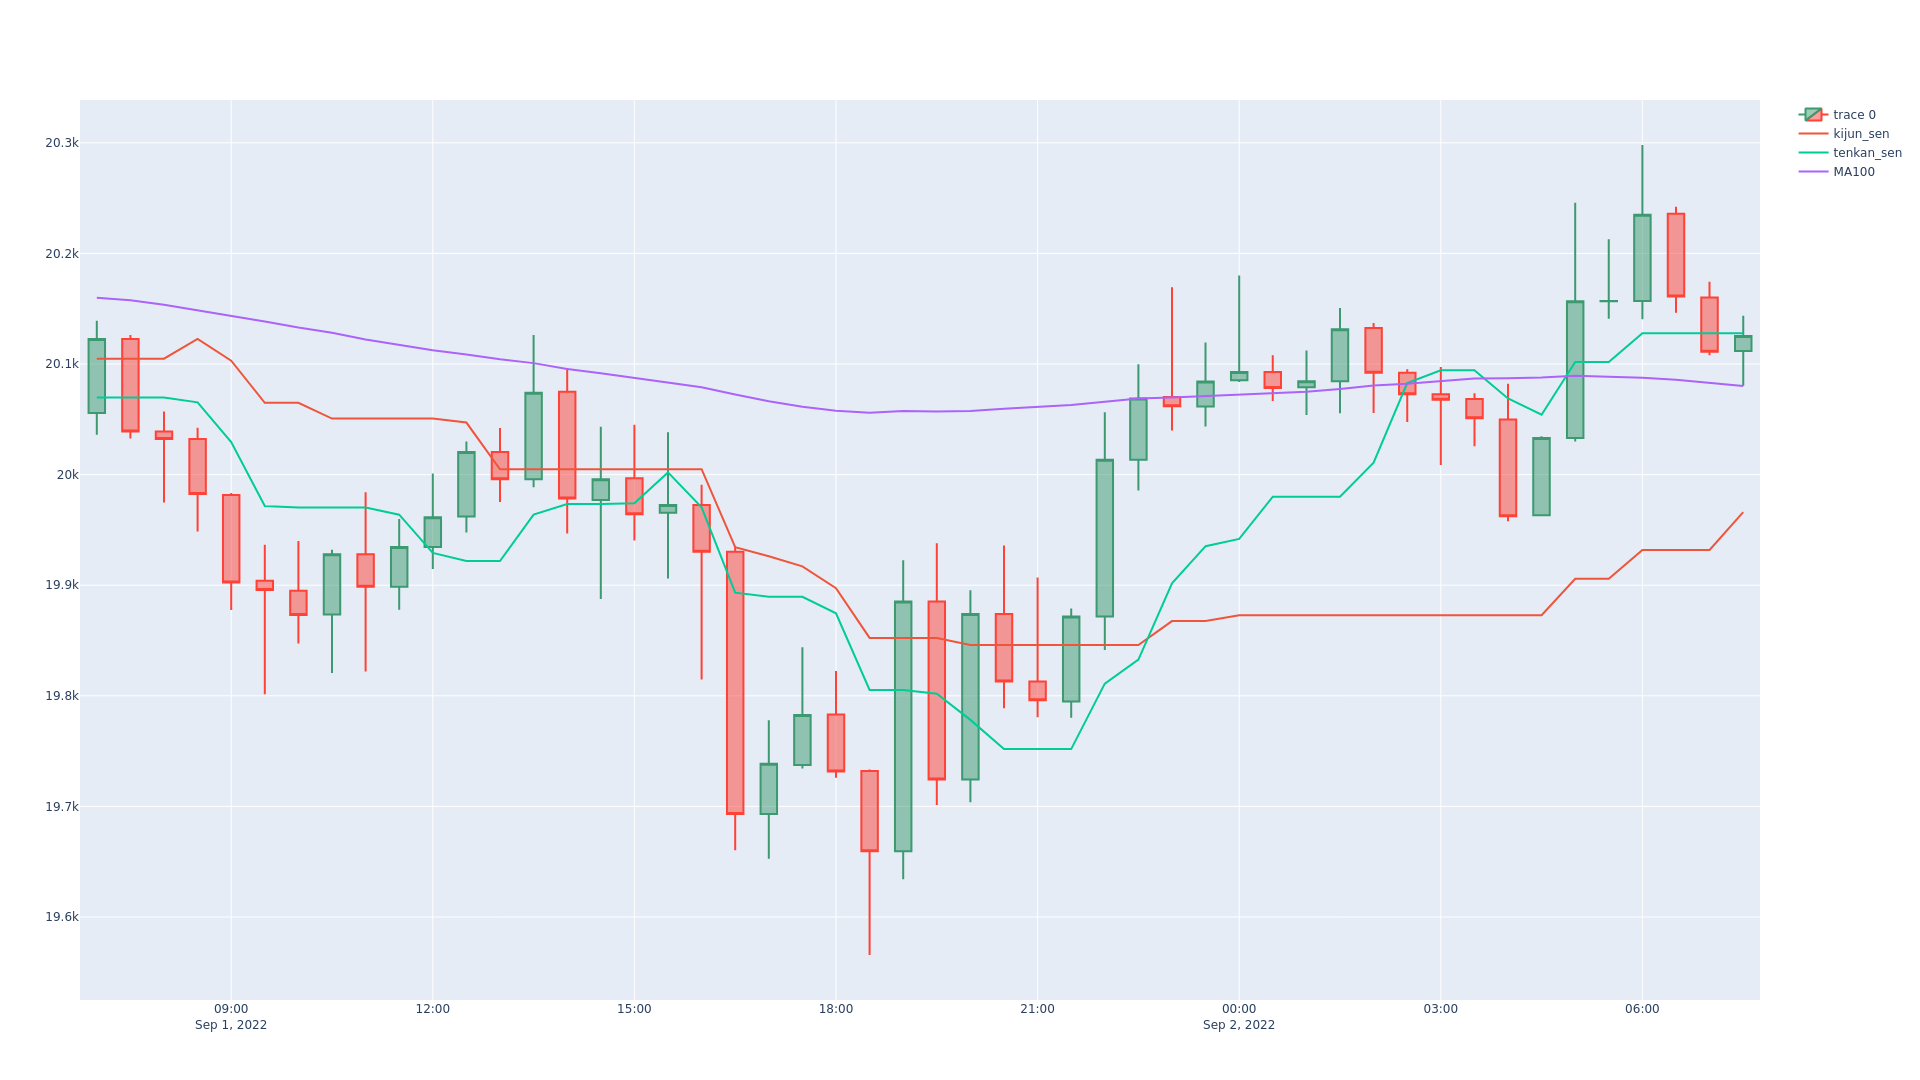 trace 0
kijun_sen
tenkan_sen
MA100
20.3k
20.2k
20.1k
20k
19.9k
19.8k
19.7k
19.6k
09:00 12:00 15:00 18:00 21:00 00:00 03:00 06:00
Sep 1, 2022 Sep 2, 2022